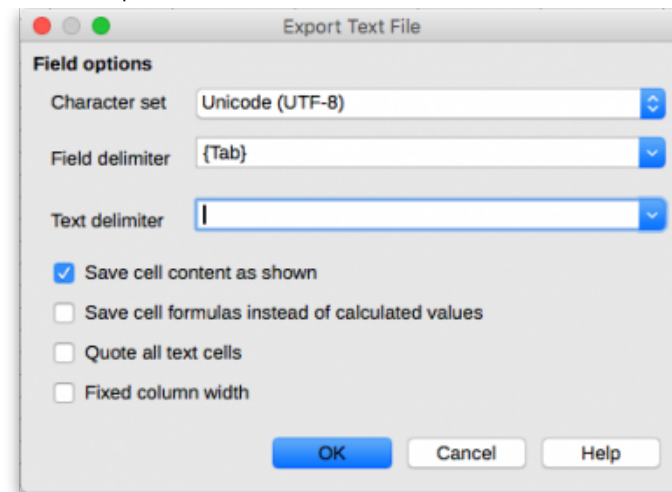 Export Text File
Field options
Character set Unicode (UTF-8)
Field delimiter {Tab}
Text delimiter
Save cell content as shown
Save cell formulas instead of calculated values
Quote all text cells
Fixed column width
OK Cancel Help